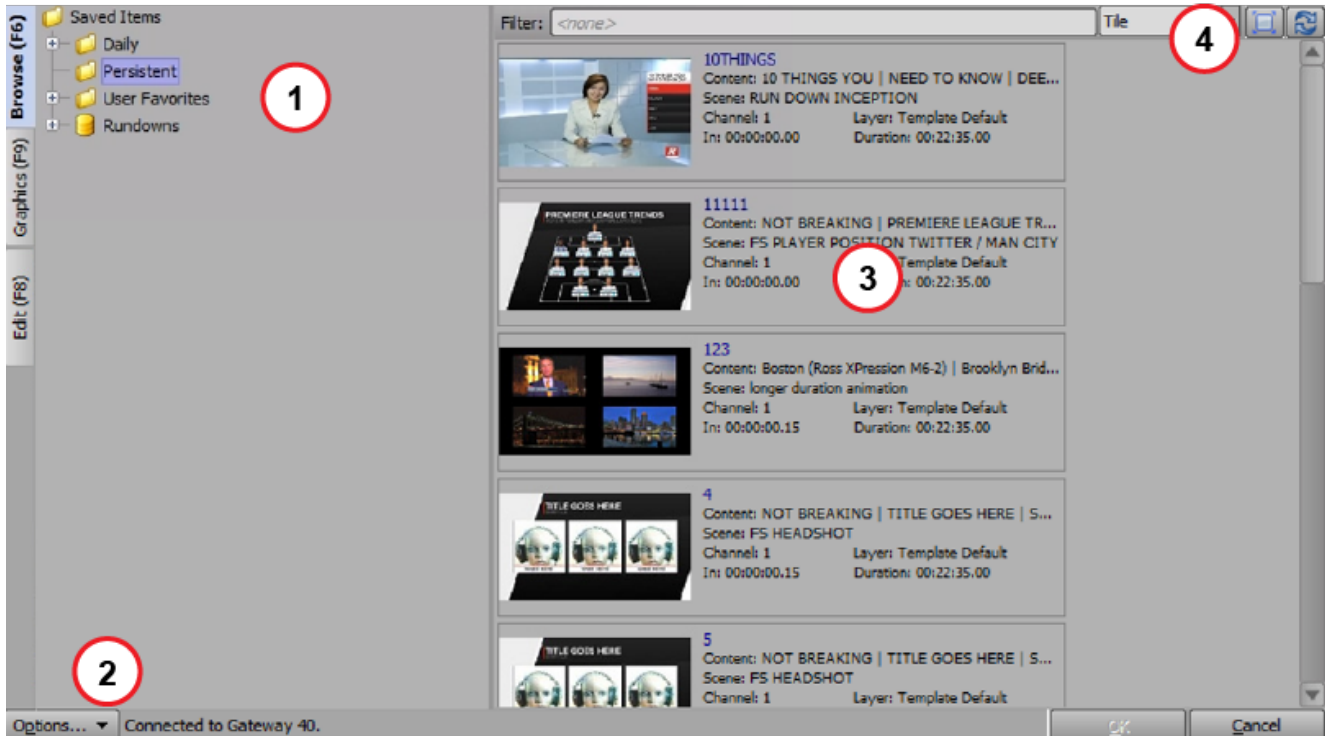 Browse (F6)
Graphics (F9)
Edit (F8)
Saved Items
Daily
Persistent
User Favorites
Rundowns
1
2
Options...
Connected to Gateway 40.
Filter: <none>
Tile
4
10THINGS
Content: 10 THINGS YOU | NEED TO KNOW | DEE...
Scene: RUN DOWN INCEPTION
Channel: 1 Layer: Template Default
In: 00:00:00.00 Duration: 00:22:35.00
PREMIERE LEAGUE TRENDS
11111
Content: NOT BREAKING | PREMIERE LEAGUE TR...
Scene: FS PLAYER POSITION TWITTER / MAN CITY
Channel: 1 Template Default
In: 00:00:00.00 00:22:35.00
3
123
Content: Boston (Ross XPression M6-2) | Brooklyn Brid...
Scene: longer duration animation
Channel: 1 Layer: Template Default
In: 00:00:00.15 Duration: 00:22:35.00
TITLE GOES HERE
4
Content: NOT BREAKING | TITLE GOES HERE | S...
Scene: FS HEADSHOT
Channel: 1 Layer: Template Default
In: 00:00:00.15 Duration: 00:22:35.00
TITLE GOES HERE
5
Content: NOT BREAKING | TITLE GOES HERE | S...
Scene: FS HEADSHOT
Channel: 1 Layer: Template Default
OK
Cancel